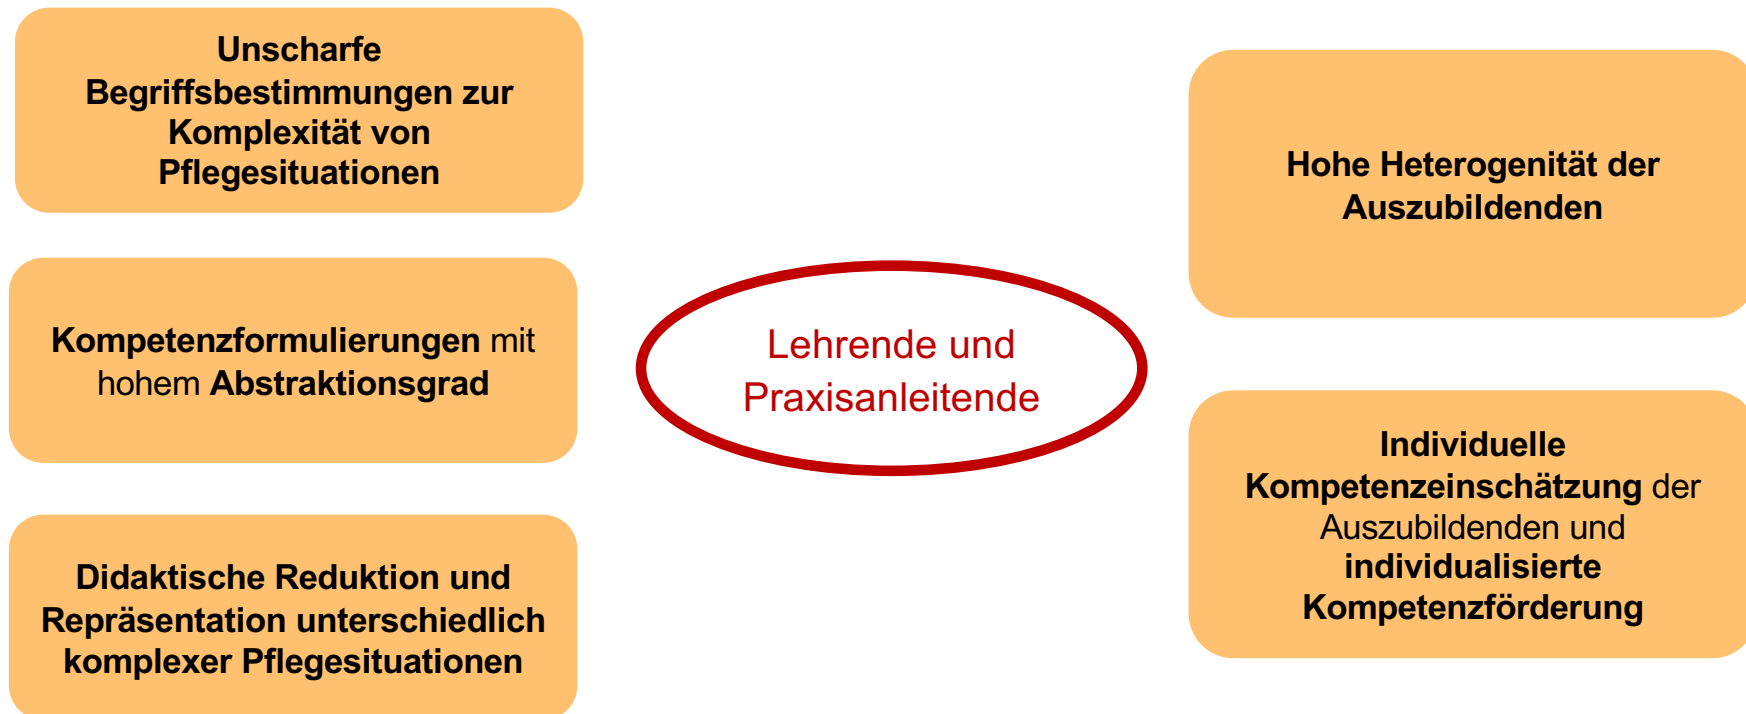 Unscharfe
Begriffsbestimmungen zur
Komplexität von
Pflegesituationen
Kompetenzformulierungen mit
hohem Abstraktionsgrad
Didaktische Reduktion und
Repräsentation unterschiedlich
komplexer Pflegesituationen
Lehrende und
Praxisanleitende
Hohe Heterogenität der
Auszubildenden
Individuelle
Kompetenzeinschätzung der
Auszubildenden und
individualisierte
Kompetenzförderung